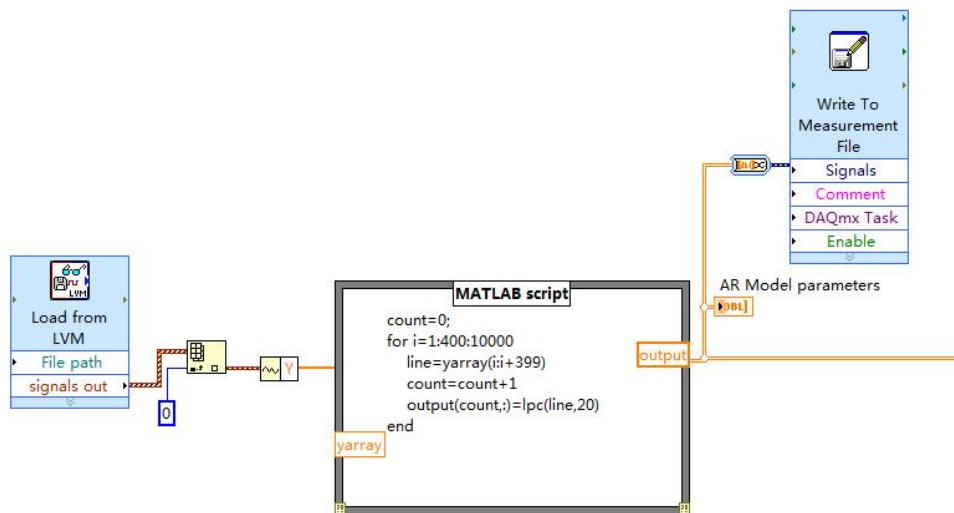 Write To
Measurement
File
Signals
Comment
DAQmx Task
Enable
AR Model parameters
DBL]
LVM
Load from
LVM
File path
signals out
0
Y
MATLAB script
count=0;
for i=1:400:10000
line=yarray(i:i+399)
count=count+1
output(count,:)=lpc(line,20)
end
yarray
output